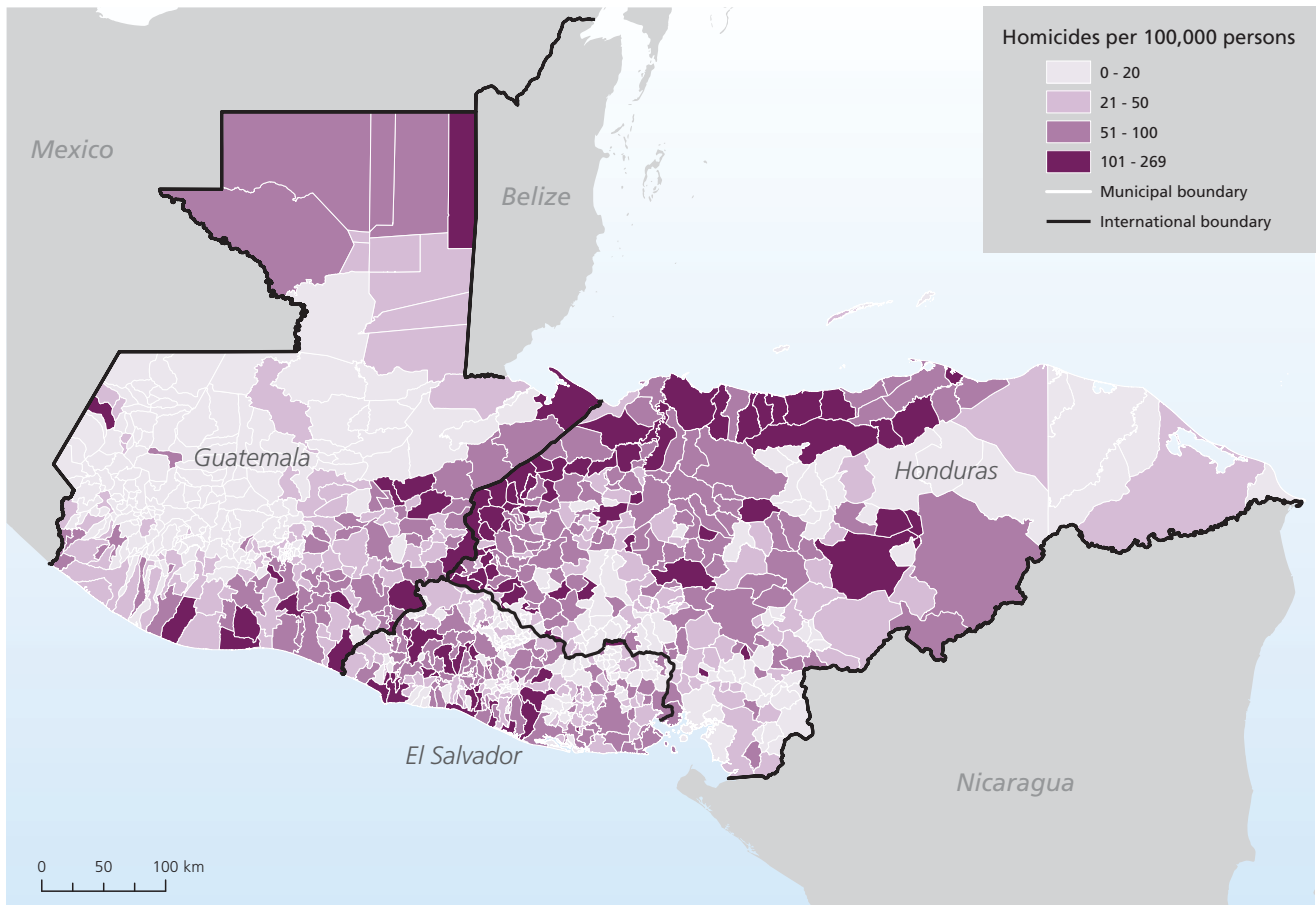 Homicides per 100,000 persons
0 - 20
21 - 50
51 - 100
101 - 269
Municipal boundary
International boundary
Mexico
Belize
Guatemala
Honduras
El Salvador
Nicaragua
0 50 100 km